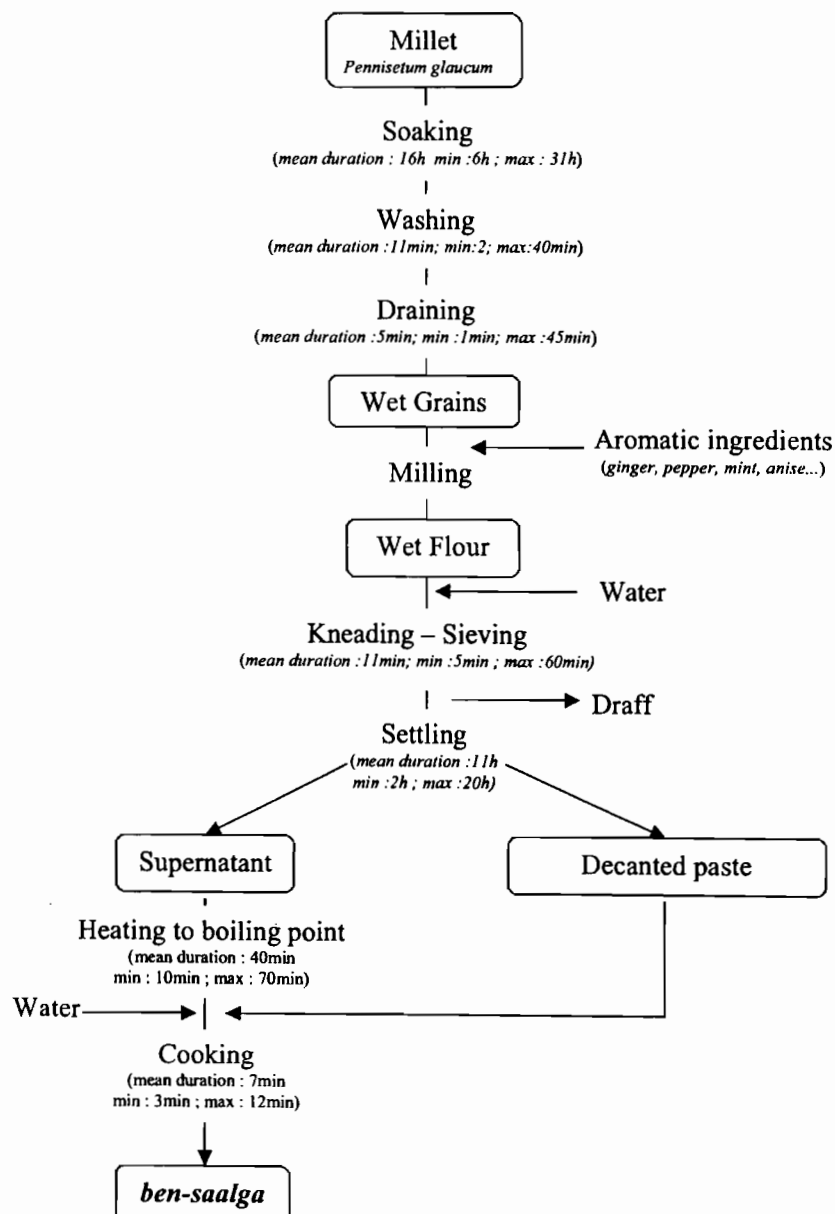 Millet
Pennisetum glaucum
Soaking
(mean duration : 16h min :6h ; max : 31h)
Washing
(mean duration :11min; min:2; max:40min)
Draining
(mean duration :5min; min :1min; max :45min)
Wet Grains
Aromatic ingredients
(ginger, pepper, mint, anise...)
Milling
Wet Flour
Water
Kneading – Sieving
(mean duration :11min; min :5min ; max :60min)
Draff
Settling
(mean duration :11h
min :2h ; max :20h)
Supernatant
Decanted paste
Heating to boiling point
(mean duration : 40min
min : 10min ; max : 70min)
Water
Cooking
(mean duration : 7min
min : 3min ; max : 12min)
ben-saalga